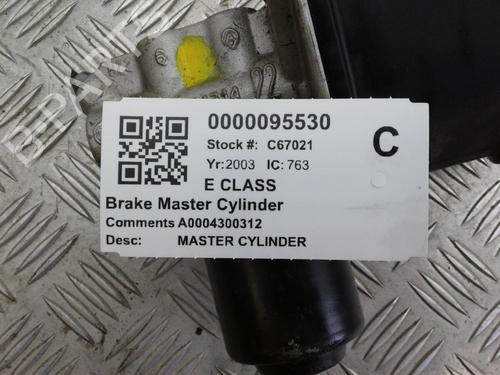 0000095530
Stock #: C67021
C
Yr: 2003 IC: 763
E CLASS
Brake Master Cylinder
Comments A0004300312
Desc: MASTER CYLINDER